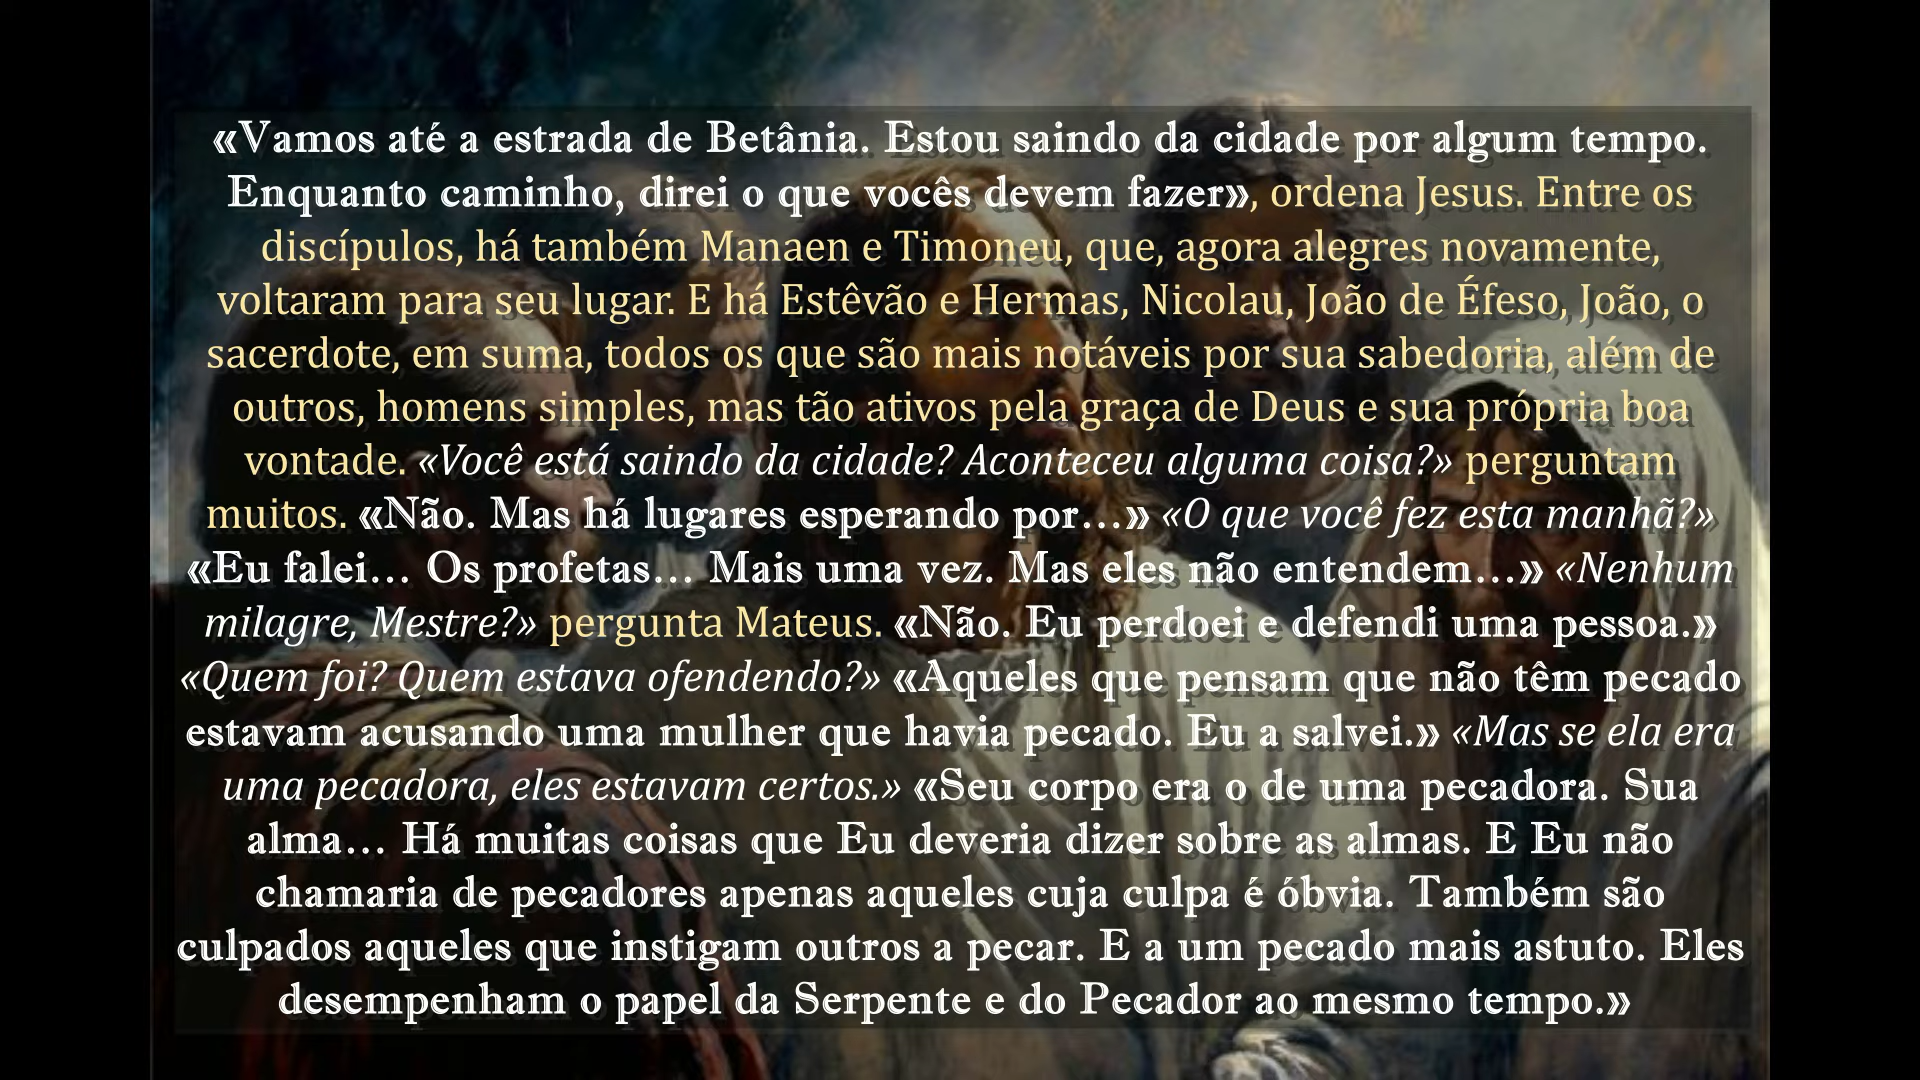 «Vamos até a estrada de Betânia. Estou saindo da cidade por algum tempo.
Enquanto caminho, direi o que vocês devem fazer», ordena Jesus. Entre os
discípulos, há também Manaen e Timoneu, que, agora alegres novamente,
voltaram para seu lugar. E há Estêvão e Hermas, Nicolau, João de Éfeso, João, o
sacerdote, em suma, todos os que são mais notáveis por sua sabedoria, além de
outros, homens simples, mas tão ativos pela graça de Deus e sua própria boa
vontade. «Você está saindo da cidade? Aconteceu alguma coisa?» perguntam
muitos. «Não. Mas há lugares esperando por…» «O que você fez esta manhã?»
«Eu falei… Os profetas… Mais uma vez. Mas eles não entendem…» «Nenhum
milagre, Mestre?» pergunta Mateus. «Não. Eu perdoei e defendi uma pessoa.»
«Quem foi? Quem estava ofendendo?» «Aqueles que pensam que não têm pecado
estavam acusando uma mulher que havia pecado. Eu a salvei.» «Mas se ela era
uma pecadora, eles estavam certos.» «Seu corpo era o de uma pecadora. Sua
alma… Há muitas coisas que Eu deveria dizer sobre as almas. E Eu não
chamaria de pecadores apenas aqueles cuja culpa é óbvia. Também são
culpados aqueles que instigam outros a pecar. E a um pecado mais astuto. Eles
desempenham o papel da Serpente e do Pecador ao mesmo tempo.»